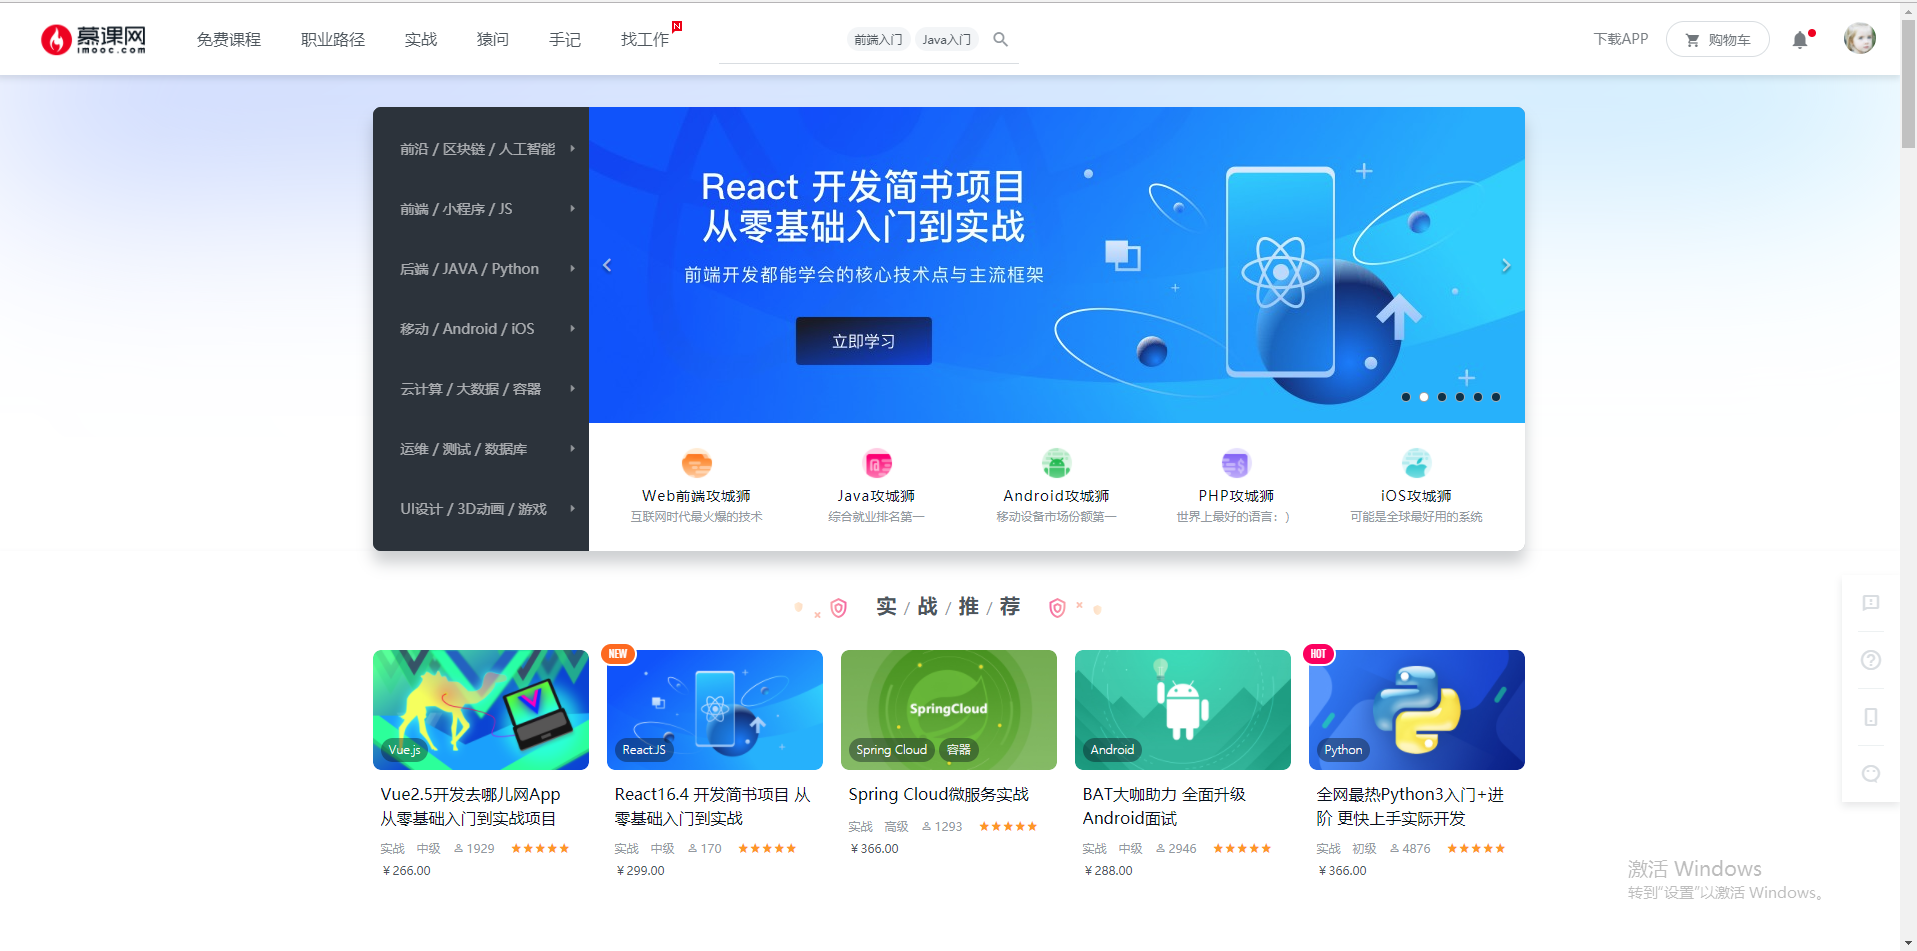 慕课网
imooc.com
免费课程
职业路径
实战
猿问
手记
找工作
N
前端入门
Java入门
下载APP
购物车
前沿 / 区块链 / 人工智能
前端 / 小程序 / JS
后端 / JAVA / Python
移动 / Android / iOS
云计算 / 大数据 / 容器
运维 / 测试 / 数据库
UI设计 / 3D动画 / 游戏
React 开发简书项目
从零基础入门到实战
前端开发都能学会的核心技术点与主流框架
立即学习
Web前端攻城狮
互联网时代最火爆的技术
Java攻城狮
综合就业排名第一
Android攻城狮
移动设备市场份额第一
PHP攻城狮
世界上最好的语言：)
iOS攻城狮
可能是全球最好用的系统
实 / 战 / 推 / 荐
Vue.js
Vue2.5开发去哪儿网App
从零基础入门到实战项目
实战 中级 1929
￥266.00
NEW
React.JS
React16.4 开发简书项目 从
零基础入门到实战
实战 中级 170
￥299.00
SpringCloud
Spring Cloud
容器
Spring Cloud微服务实战
实战 高级 1293
￥366.00
Android
BAT大咖助力 全面升级
Android面试
实战 中级 2946
￥288.00
HOT
Python
全网最热Python3入门+进
阶 更快上手实际开发
实战 初级 4876
￥366.00
激活 Windows
转到“设置”以激活 Windows。